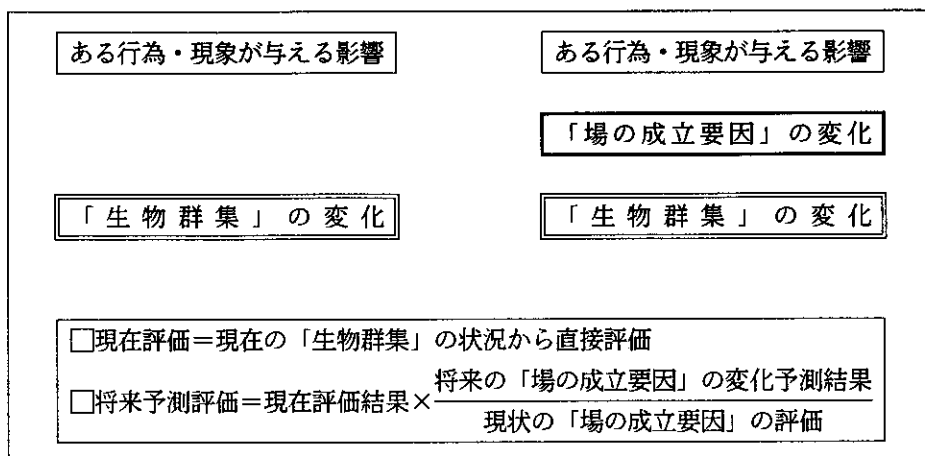 ある行為・現象が与える影響
ある行為・現象が与える影響
「場の成立要因」の変化
「生物群集」の変化
「生物群集」の変化
□現在評価＝現在の「生物群集」の状況から直接評価
□将来予測評価＝現在評価結果×
将来の「場の成立要因」の変化予測結果
現状の「場の成立要因」の評価